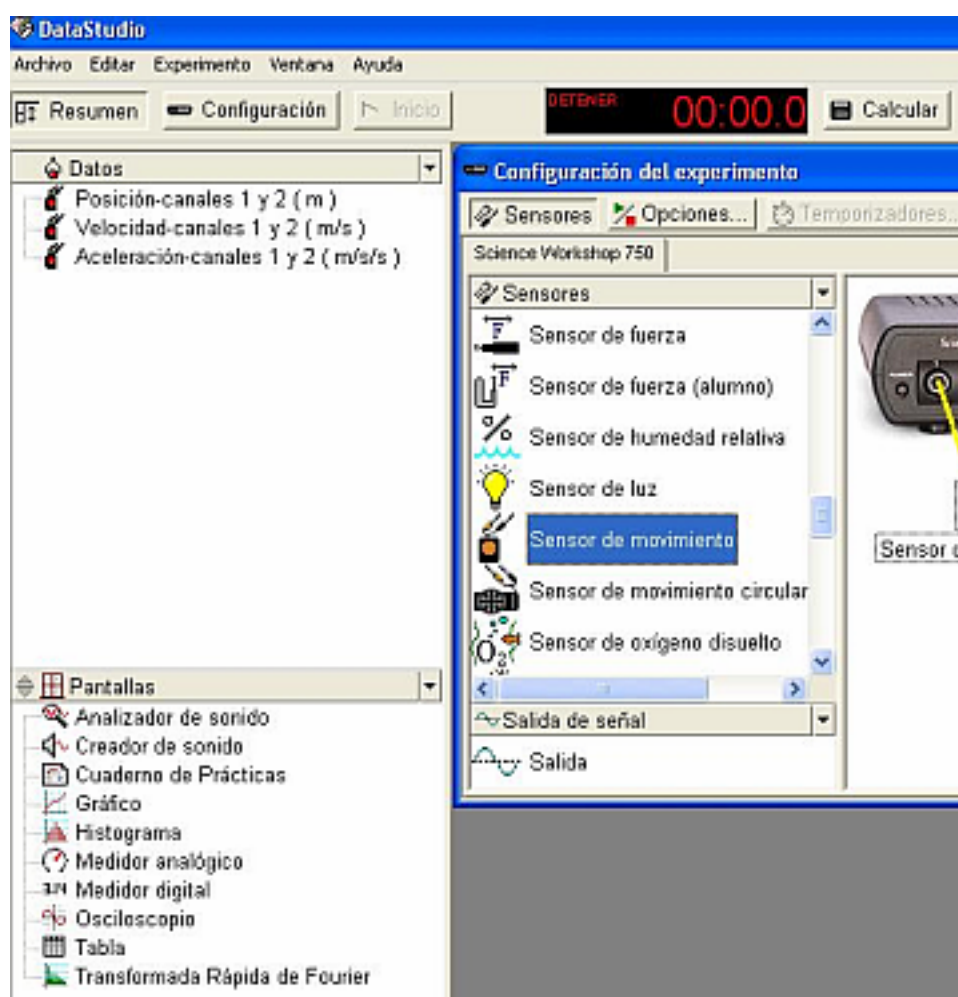 DataStudio
Archivo Editar Experimento Ventana Ayuda
Resumen Configuración Inicio
DETENER 00:00.0 Calcular
Datos
Posición-canales 1 y 2 ( m )
Velocidad-canales 1 y 2 ( m/s )
Aceleración-canales 1 y 2 ( m/s/s )
Pantallas
Analizador de sonido
Creador de sonido
Cuaderno de Prácticas
Gráfico
Histograma
Medidor analógico
3.14 Medidor digital
Osciloscopio
Tabla
Transformada Rápida de Fourier
Configuración del experimento
Sensores Opciones... Temporizadores...
Science Workshop 750
Sensores
F Sensor de fuerza
F Sensor de fuerza (alumno)
% Sensor de humedad relativa
Sensor de luz
Sensor de movimiento
Sensor de movimiento circular
O2 Sensor de oxígeno disuelto
Salida de señal
Salida
Sensor